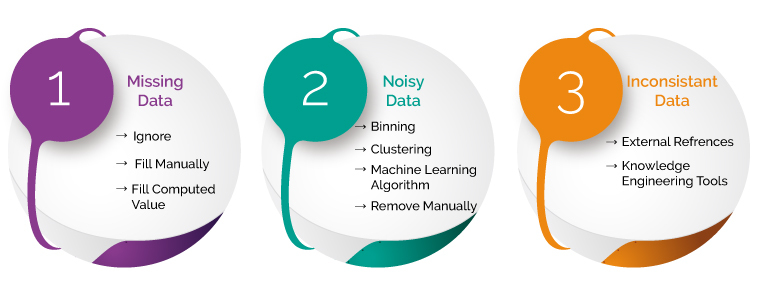 1
Missing
Data
→ Ignore
→ Fill Manually
→ Fill Computed
Value
2
Noisy
Data
→ Binning
→ Clustering
→ Machine Learning
Algorithm
→ Remove Manually
3
Inconsistant
Data
→ External Refrences
→ Knowledge
Engineering Tools